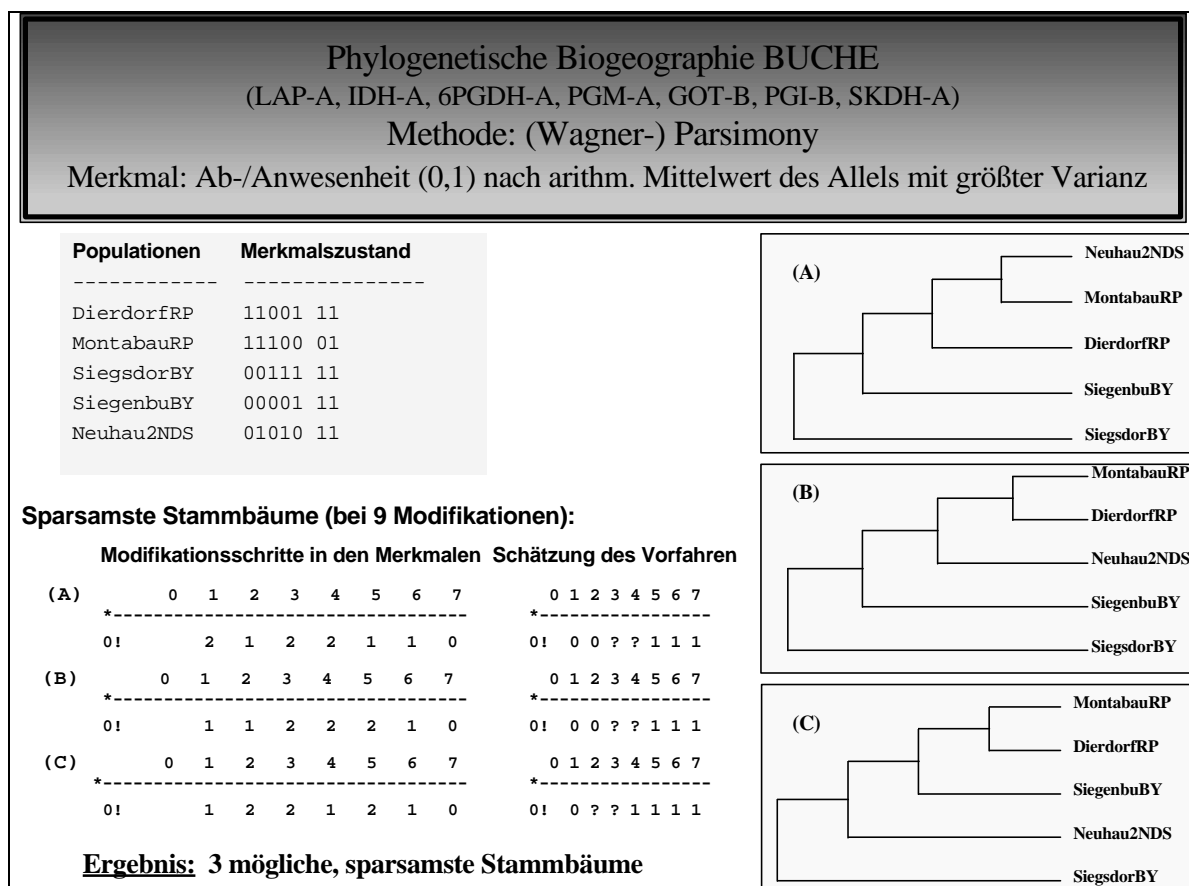 Phylogenetische Biogeographie BUCHE
(LAP-A, IDH-A, 6PGDH-A, PGM-A, GOT-B, PGI-B, SKDH-A)
Methode: (Wagner-) Parsimony
Merkmal: Ab-/Anwesenheit (0,1) nach arithm. Mittelwert des Allels mit größter Varianz
Populationen Merkmalszustand
------------ ---------------
DierdorfRP 11001 11
MontabauRP 11100 01
SiegsdorBY 00111 11
SiegenbuBY 00001 11
Neuhau2NDS 01010 11
Sparsamste Stammbäume (bei 9 Modifikationen):
Modifikationsschritte in den Merkmalen Schätzung des Vorfahren
(A) 0 1 2 3 4 5 6 7 0 1 2 3 4 5 6 7
*----------------------------------- *-----------------
0! 2 1 2 2 1 1 0 0! 0 0 ? ? 1 1 1
(B) 0 1 2 3 4 5 6 7 0 1 2 3 4 5 6 7
*----------------------------------- *-----------------
0! 1 1 2 2 2 1 0 0! 0 0 ? ? 1 1 1
(C) 0 1 2 3 4 5 6 7 0 1 2 3 4 5 6 7
*----------------------------------- *-----------------
0! 1 2 2 1 2 1 0 0! 0 ? ? 1 1 1 1
Ergebnis: 3 mögliche, sparsamste Stammbäume
(A)
Neuhau2NDS
MontabauRP
DierdorfRP
SiegenbuBY
SiegsdorBY
(B)
MontabauRP
DierdorfRP
Neuhau2NDS
SiegenbuBY
SiegsdorBY
(C)
MontabauRP
DierdorfRP
SiegenbuBY
Neuhau2NDS
SiegsdorBY